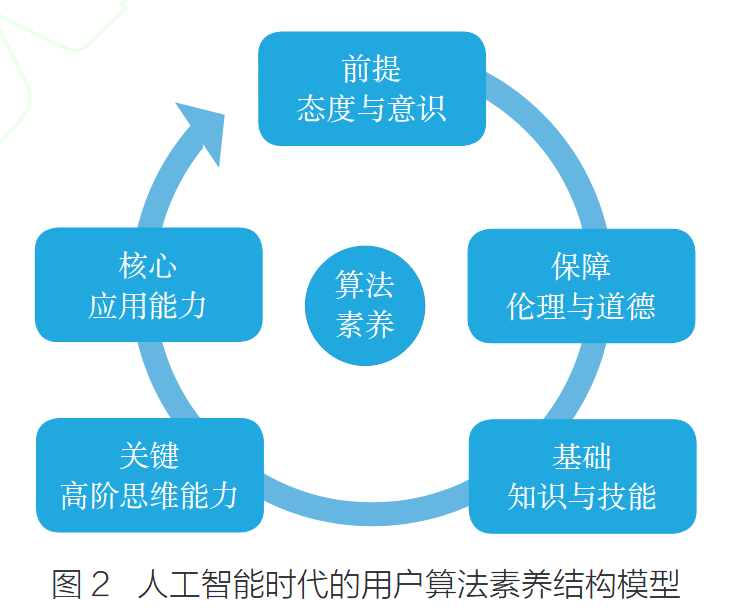 前提
态度与意识
保障
伦理与道德
基础
知识与技能
关键
高阶思维能力
核心
应用能力
算法
素养
图2 人工智能时代的用户算法素养结构模型